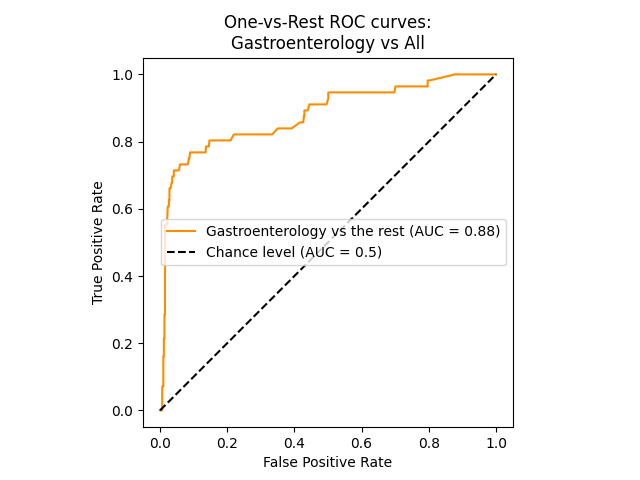 One-vs-Rest ROC curves:
Gastroenterology vs All
1.0
0.8
0.6
0.4
0.2
0.0
True Positive Rate
Gastroenterology vs the rest (AUC = 0.88)
Chance level (AUC = 0.5)
0.0 0.2 0.4 0.6 0.8 1.0
False Positive Rate